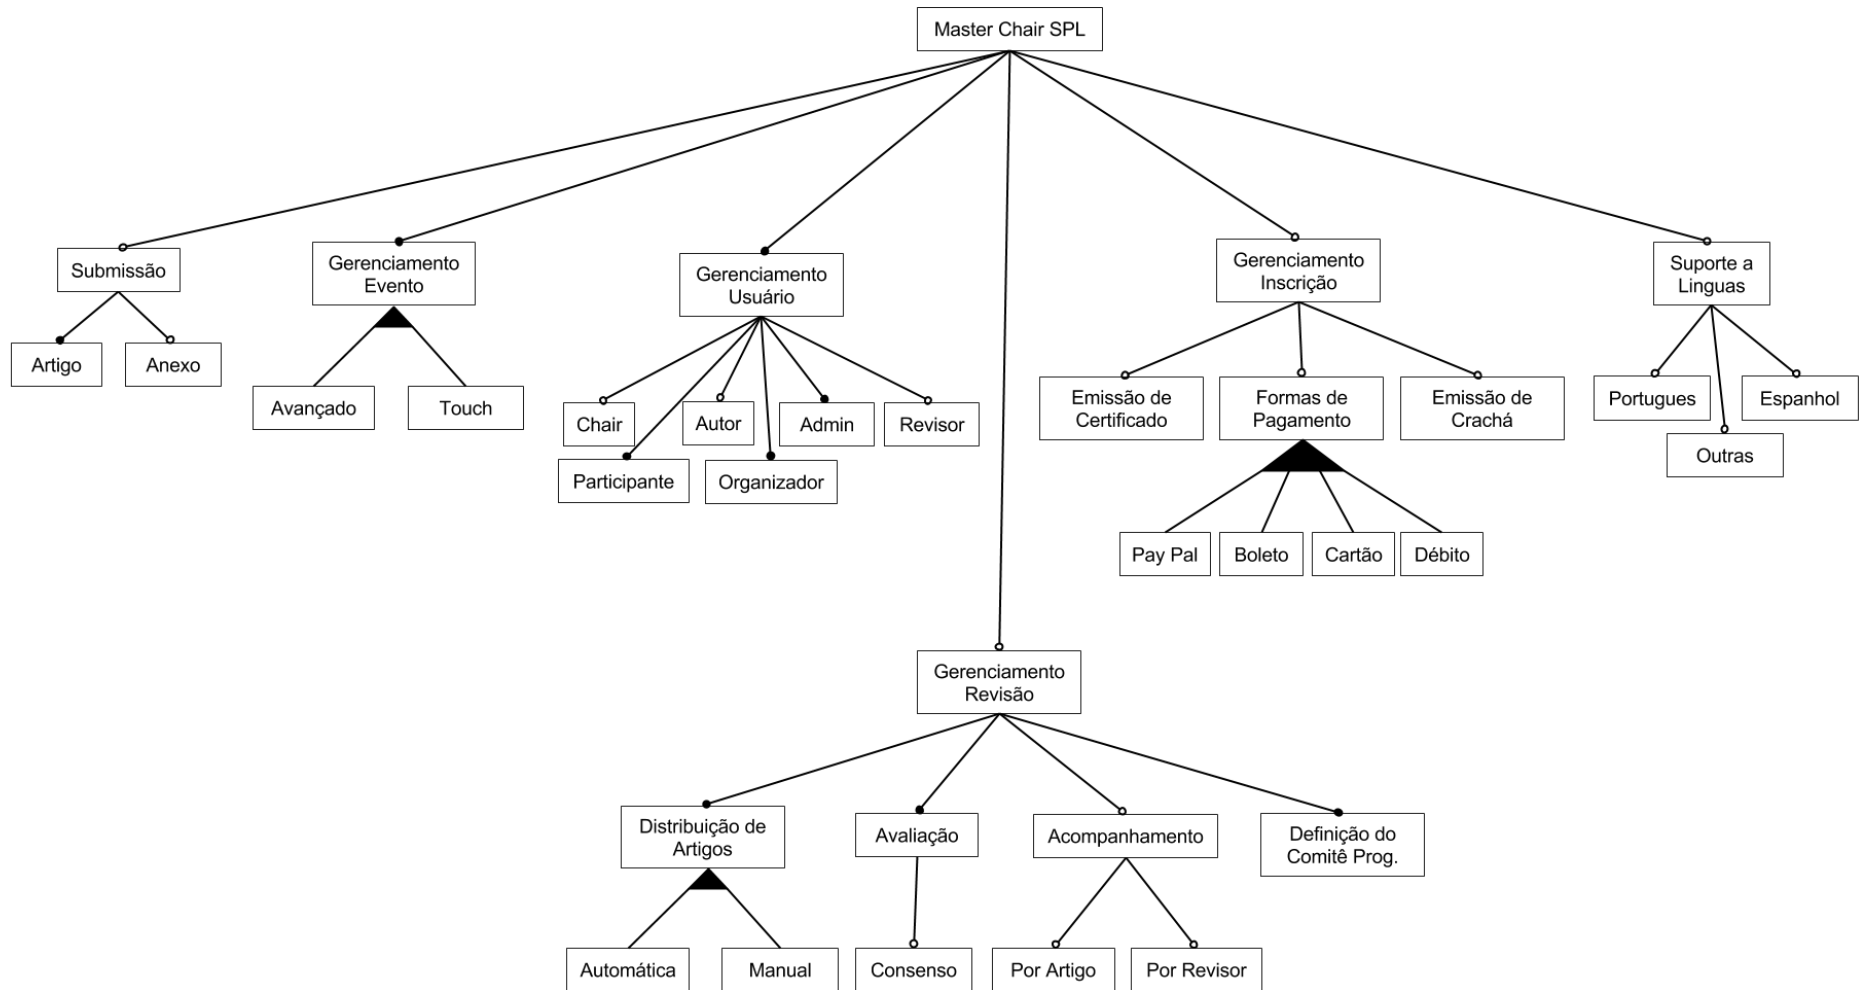 Master Chair SPL
Submissão
Gerenciamento
Evento
Gerenciamento
Usuário
Gerenciamento
Inscrição
Suporte a
Linguas
Artigo
Anexo
Avançado
Touch
Chair
Autor
Admin
Revisor
Participante
Organizador
Emissão de
Certificado
Formas de
Pagamento
Emissão de
Crachá
Portugues
Espanhol
Outras
Pay Pal
Boleto
Cartão
Débito
Gerenciamento
Revisão
Distribuição de
Artigos
Avaliação
Acompanhamento
Definição do
Comitê Prog.
Automática
Manual
Consenso
Por Artigo
Por Revisor